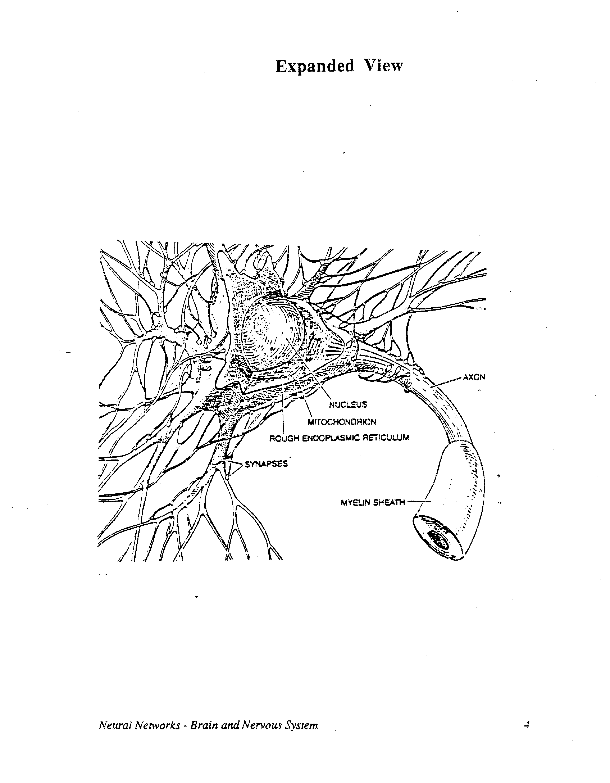 Expanded View
AXON
NUCLEUS
MITOCHONDRION
ROUGH ENDOPLASMIC RETICULUM
SYNAPSES
MYELIN SHEATH
Neural Networks - Brain and Nervous System 4